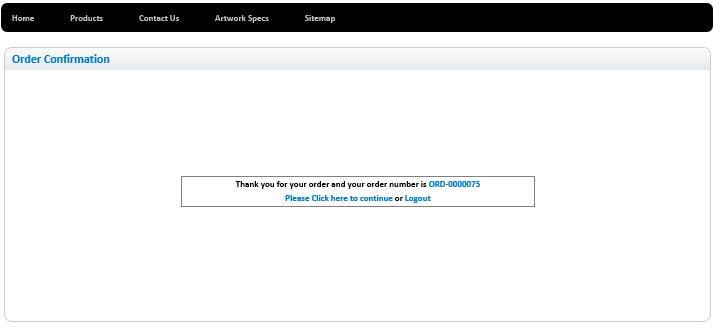 Home Products Contact Us Artwork Specs Sitemap
Order Confirmation
Thank you for your order and your order number is ORD-0000075
Please Click here to continue or Logout